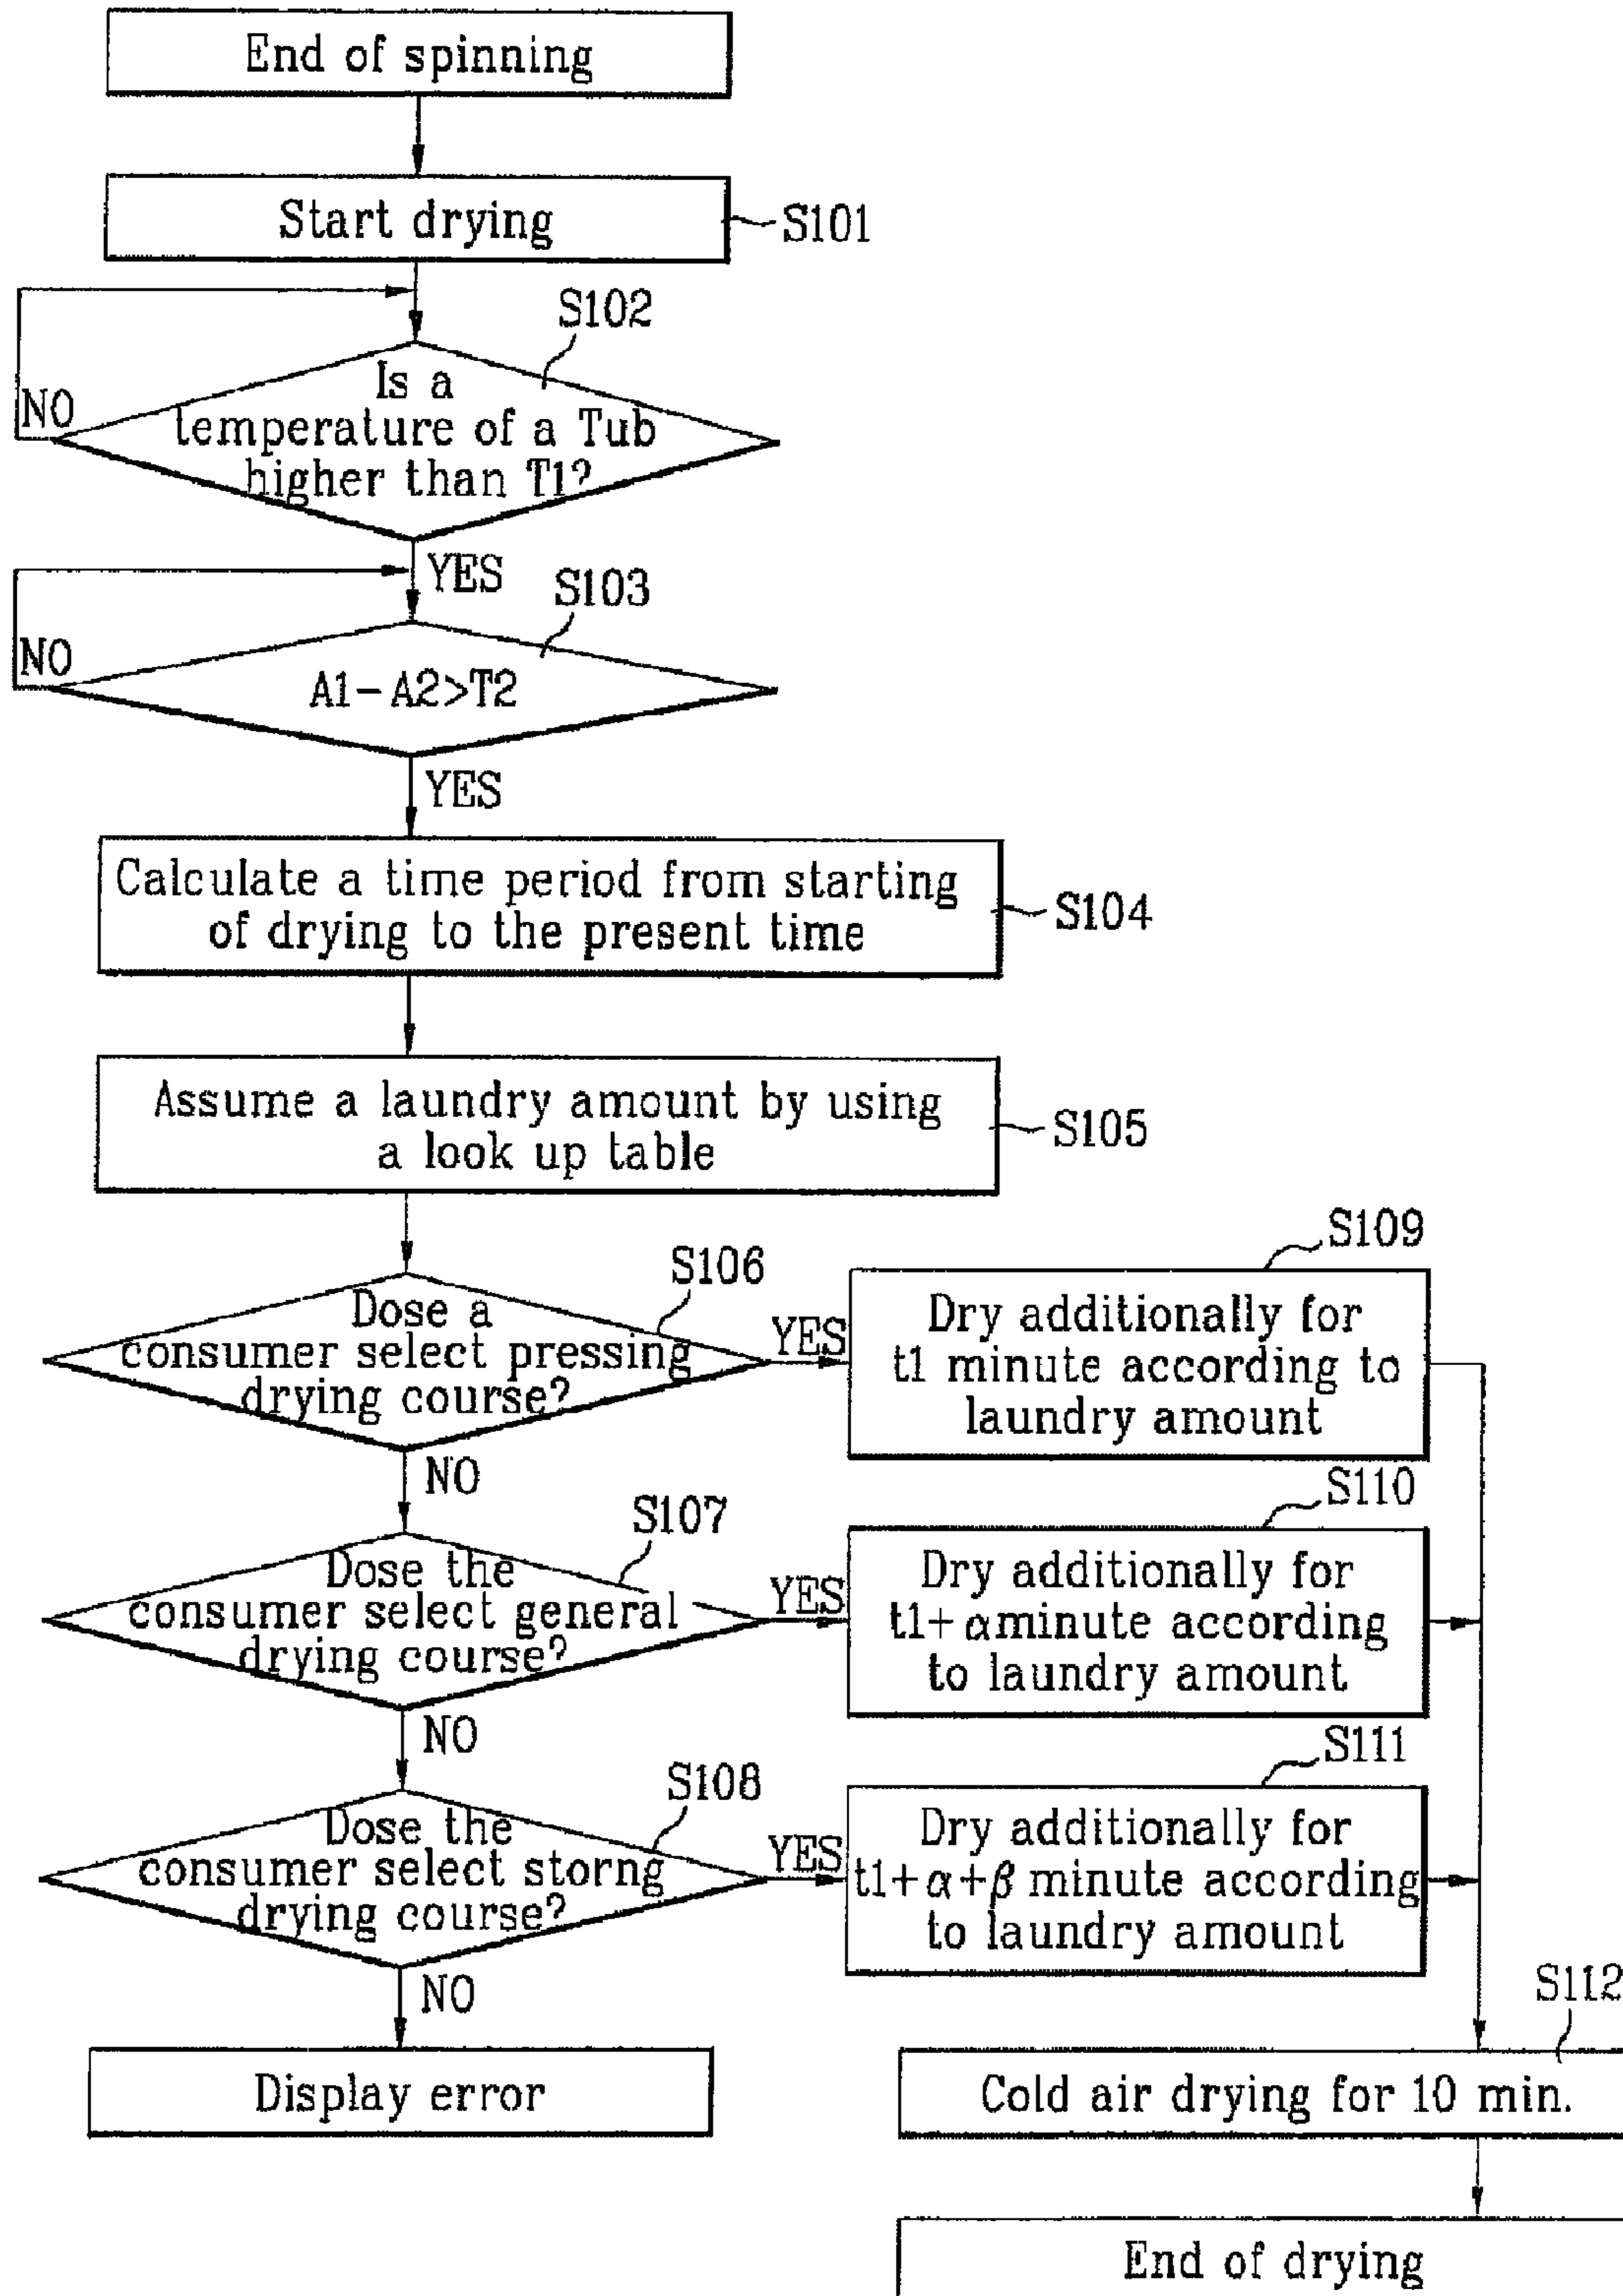 End of spinning
Start drying
S101
S102
Is a
temperature of a Tub
higher than T1?
NO
YES
S103
NO
A1-A2>T2
YES
Calculate a time period from starting
of drying to the present time
S104
Assume a laundry amount by using
a look up table
S105
S106
Dose a
consumer select pressing
drying course?
YES
NO
S109
Dry additionally for
t1 minute according to
laundry amount
S107
Dose the
consumer select general
drying course?
YES
NO
S110
Dry additionally for
t1+αminute according
to laundry amount
S108
Dose the
consumer select storng
drying course?
YES
NO
S111
Dry additionally for
t1+α+β minute according
to laundry amount
Display error
S112
Cold air drying for 10 min.
End of drying